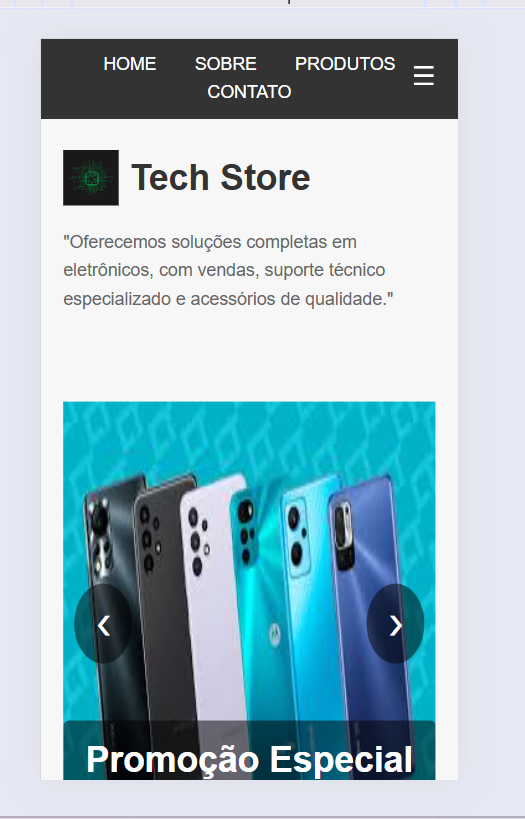 HOME SOBRE PRODUTOS
CONTATO
Tech Store
"Oferecemos soluções completas em
eletrônicos, com vendas, suporte técnico
especializado e acessórios de qualidade."
Promoção Especial